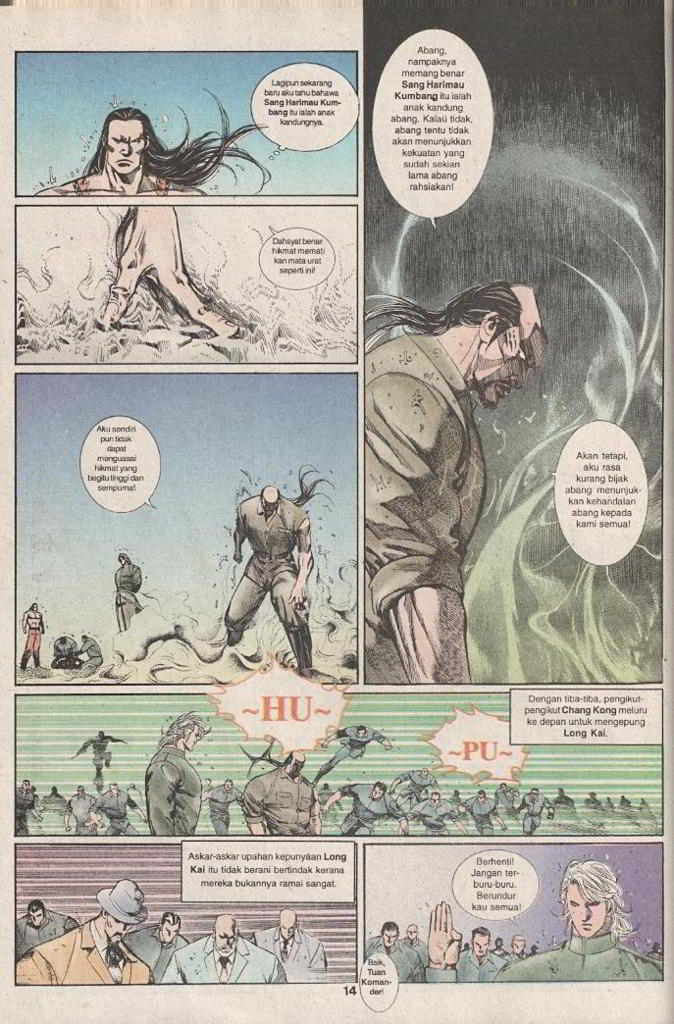 Lagipun sekarang
baru aku tahu bahawa
Sang Harimau Kum-
bang itu ialah anak
kandungnya.
Dahsyat benar
hikmat memati
kan mata urat
seperti ini!
Aku sendiri
pun tidak
dapat
menguasai
hikmat yang
begitu tinggi dan
sempurna!
Abang,
nampaknya
memang benar
Sang Harimau
Kumbang itu ialah
anak kandung
abang. Kalau tidak,
abang tentu tidak
akan menunjukkan
kekuatan yang
sudah sekian
lama abang
rahsiakan!
Akan tetapi,
aku rasa
kurang bijak
abang menunjuk-
kan kehandalan
abang kepada
kami semua!
~HU~
~PU~
Dengan tiba-tiba, pengikut-
pengikut Chang Kong meluru
ke depan untuk mengepung
Long Kai.
Askar-askar upahan kepunyaan Long
Kai itu tidak berani bertindak kerana
mereka bukannya ramai sangat.
Berhenti!
Jangan ter-
buru-buru.
Berundur
kau semua!
Baik,
Tuan
Koman-
der!
14